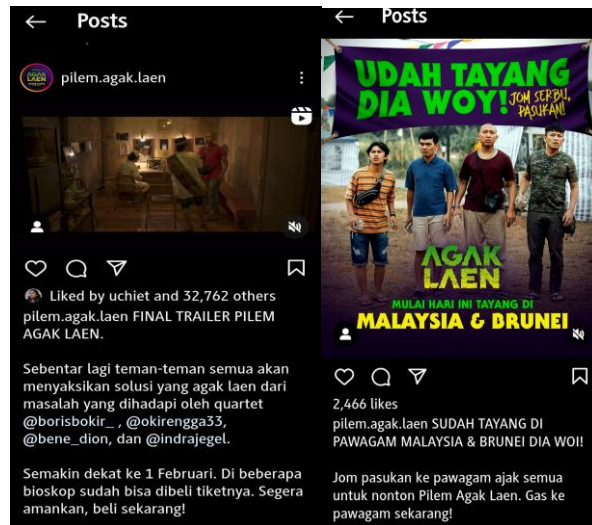 Posts
pilem.agak.laen
Liked by uchiet and 32,762 others
pilem.agak.laen FINAL TRAILER PILEM
AGAK LAEN.
Sebentar lagi teman-teman semua akan
menyaksikan solusi yang agak laen dari
masalah yang dihadapi oleh quartet
@borisbokir_ , @okirengga33,
@bene_dion, dan @indrajegel.
Semakin dekat ke 1 Februari. Di beberapa
bioskop sudah bisa dibeli tiketnya. Segera
amankan, beli sekarang!
Posts
UDAH TAYANG
DIA WOY! JOM SERBU,
PASUKAN!
AGAK
LAEN
MULAI HARI INI TAYANG DI
MALAYSIA & BRUNEI
2,466 likes
pilem.agak.laen SUDAH TAYANG DI
PAWAGAM MALAYSIA & BRUNEI DIA WOI!
Jom pasukan ke pawagam ajak semua
untuk nonton Pilem Agak Laen. Gas ke
pawagam sekarang!